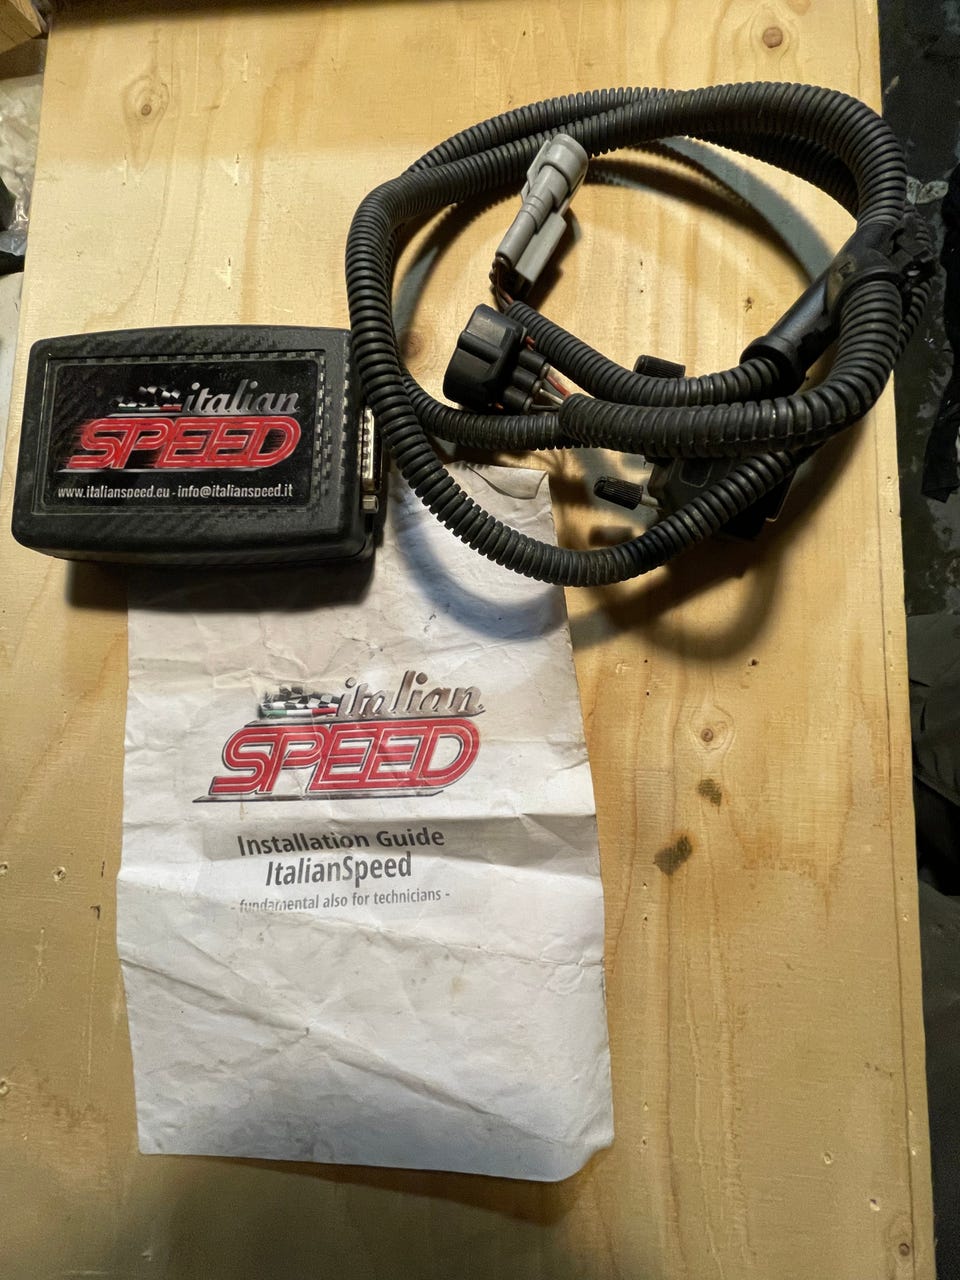 italian
SPEED
www.italianspeed.eu - info@italianspeed.it
italian
SPEED
Installation Guide
ItalianSpeed
- fundamental also for technicians -